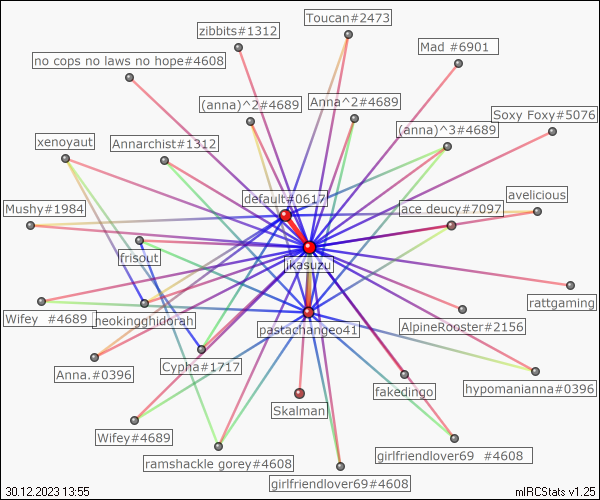 Toucan#2473
zibbits#1312
Mad #6901
no cops no laws no hope#4608
(anna)^2#4689
Anna^2#4689
Soxy Foxy#5076
(anna)^3#4689
xenoyaut
Annarchist#1312
default#0617
avelicious
Mushy#1984
ace deucy#7097
frisout
ikasuzu
rattgaming
Wifey #4689
heokingghidorah
pastachangeo41
AlpineRooster#2156
Anna.#0396
Cypha#1717
fakedingo
hypomanianna#0396
Skalman
Wifey#4689
ramshackle gorey#4608
girlfriendlover69 #4608
girlfriendlover69#4608
30.12.2023 13:55
mIRCStats v1.25